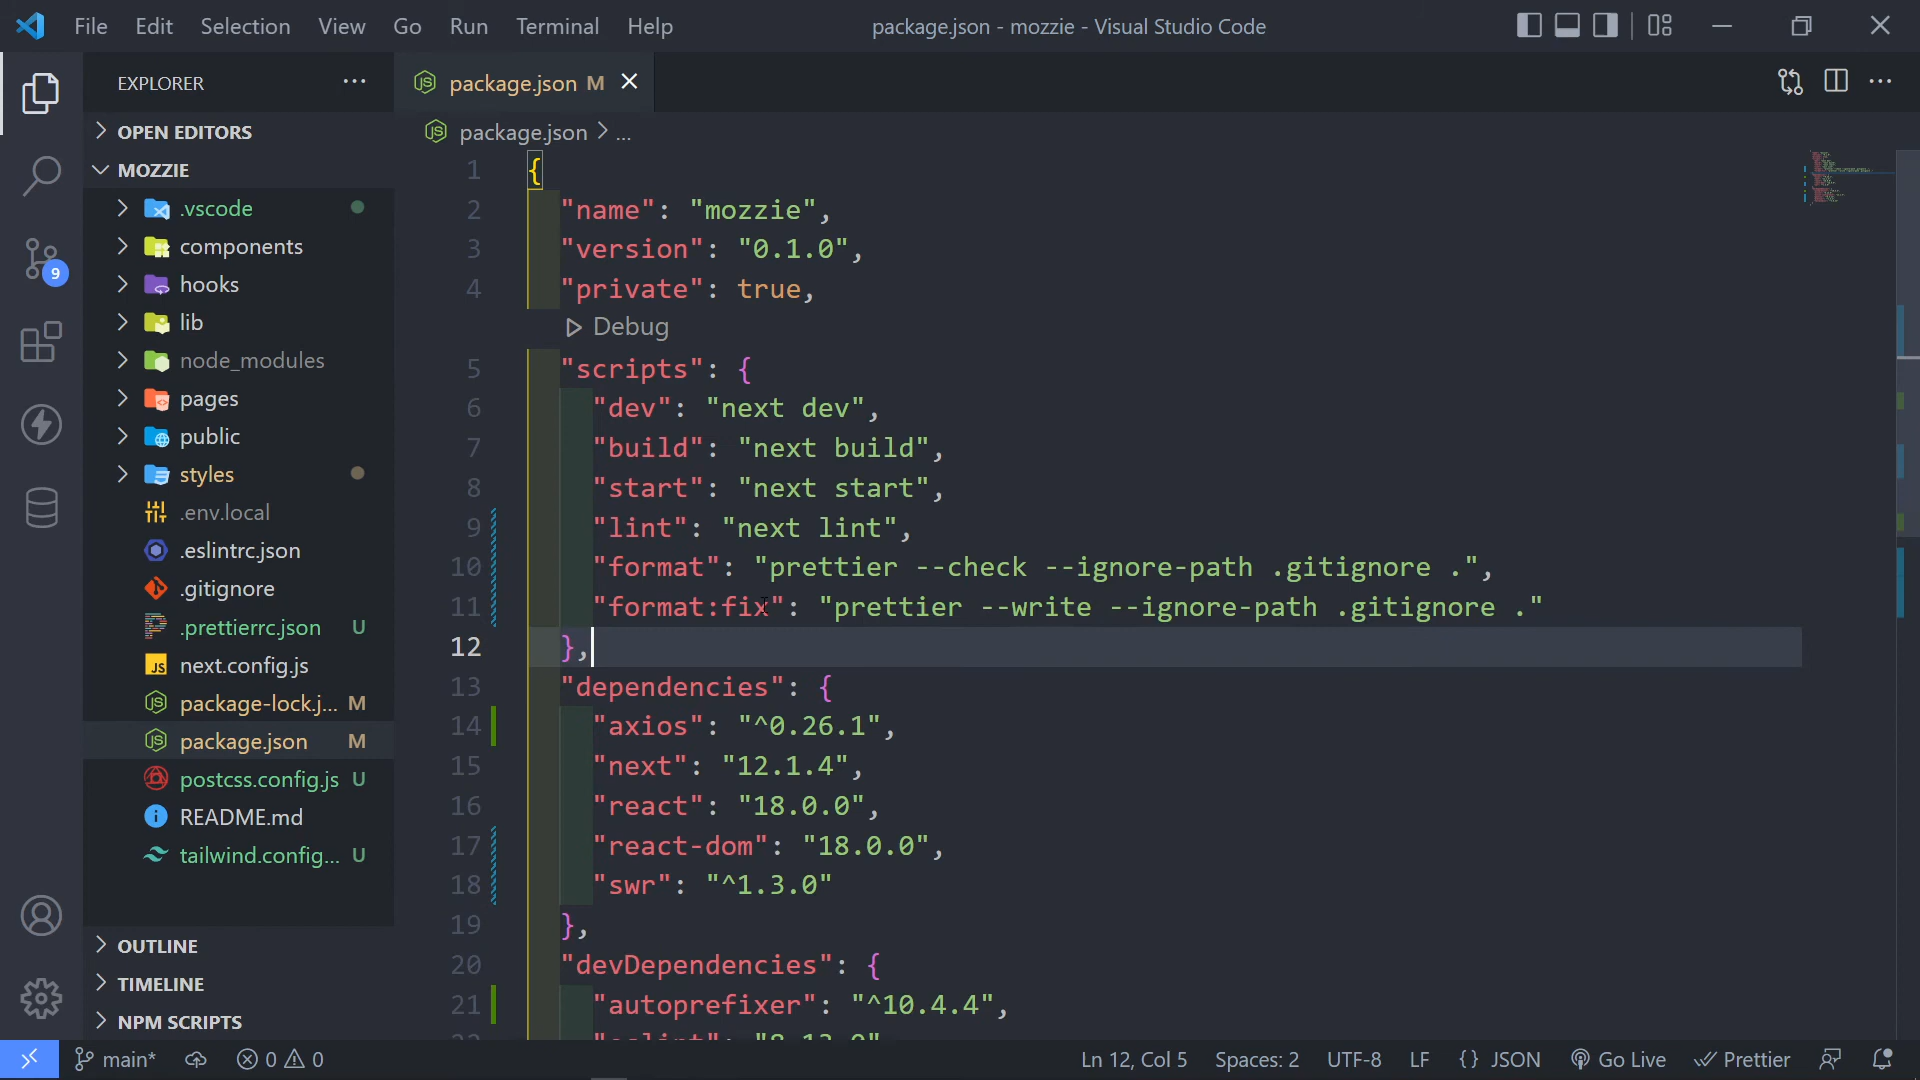 File Edit Selection View Go Run Terminal Help
package.json - mozzie - Visual Studio Code
EXPLORER
OPEN EDITORS
MOZZIE
.vscode
components
hooks
lib
node_modules
pages
public
styles
.env.local
.eslintrc.json
.gitignore
.prettierrc.json U
next.config.js
package-lock.j... M
package.json M
postcss.config.js U
README.md
tailwind.config... U
OUTLINE
TIMELINE
NPM SCRIPTS
9
package.json M
package.json > ...
1 {
2 "name": "mozzie",
3 "version": "0.1.0",
4 "private": true,
Debug
5 "scripts": {
6 "dev": "next dev",
7 "build": "next build",
8 "start": "next start",
9 "lint": "next lint",
10 "format": "prettier --check --ignore-path .gitignore .",
11 "format:fix": "prettier --write --ignore-path .gitignore ."
12 },
13 "dependencies": {
14 "axios": "^0.26.1",
15 "next": "12.1.4",
16 "react": "18.0.0",
17 "react-dom": "18.0.0",
18 "swr": "^1.3.0"
19 },
20 "devDependencies": {
21 "autoprefixer": "^10.4.4",
main* 0 0
Ln 12, Col 5 Spaces: 2 UTF-8 LF {} JSON Go Live Prettier